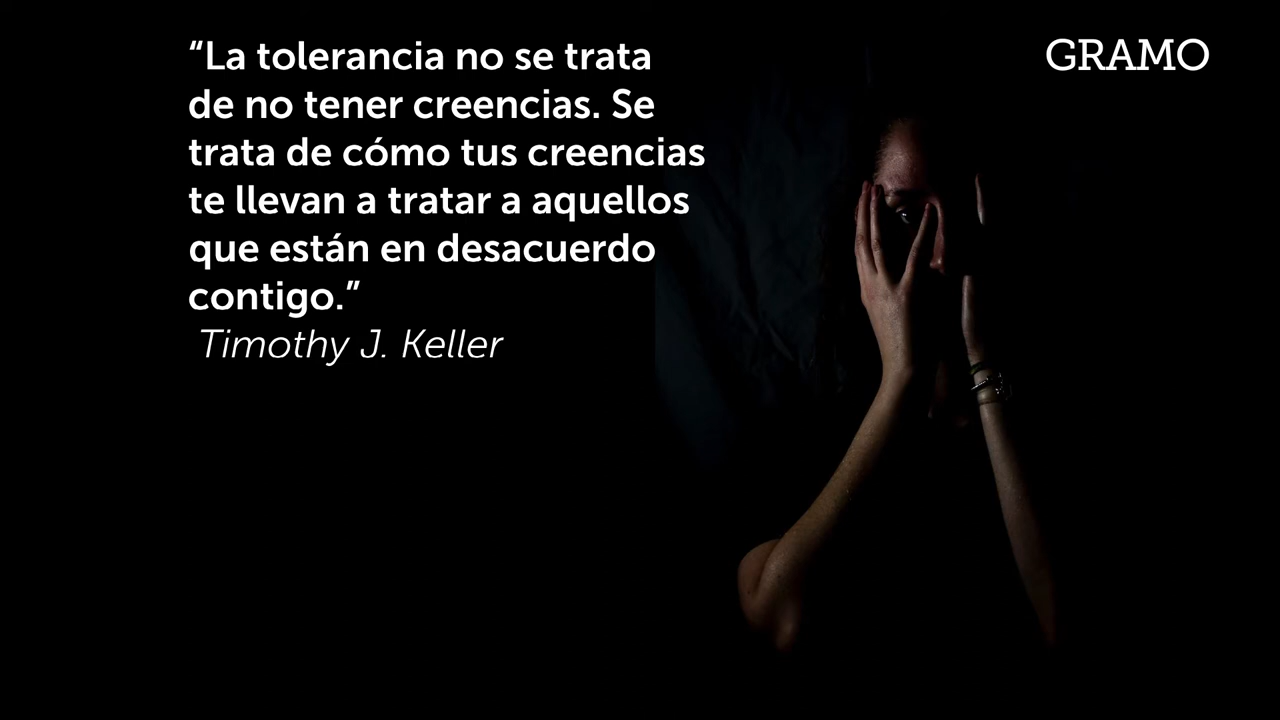 “La tolerancia no se trata
de no tener creencias. Se
trata de cómo tus creencias
te llevan a tratar a aquellos
que están en desacuerdo
contigo.”
Timothy J. Keller
GRAMO